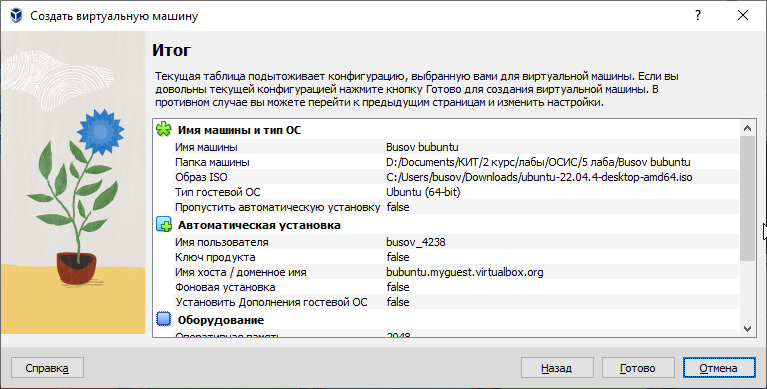 Создать виртуальную машину
Итог
Текущая таблица подытоживает конфигурацию, выбранную вами для виртуальной машины. Если вы
довольны текущей конфигурацией нажмите кнопку Готово для создания виртуальной машины. В
противном случае вы можете перейти к предыдущим страницам и изменить настройки.
Имя машины и тип ОС
Имя машины Busov bubuntu
Папка машины D:/Documents/КИТ/2 курс/лабы/ОСИС/5 лаба/Busov bubuntu
Образ ISO C:/Users/busov/Downloads/ubuntu-22.04.4-desktop-amd64.iso
Тип гостевой ОС Ubuntu (64-bit)
Пропустить автоматическую установку false
Автоматическая установка
Имя пользователя busov_4238
Ключ продукта false
Имя хоста / доменное имя bubuntu.myguest.virtualbox.org
Фоновая установка false
Установить Дополнения гостевой ОС false
Оборудование
Оперативная память 2048
Справка Назад Готово Отмена